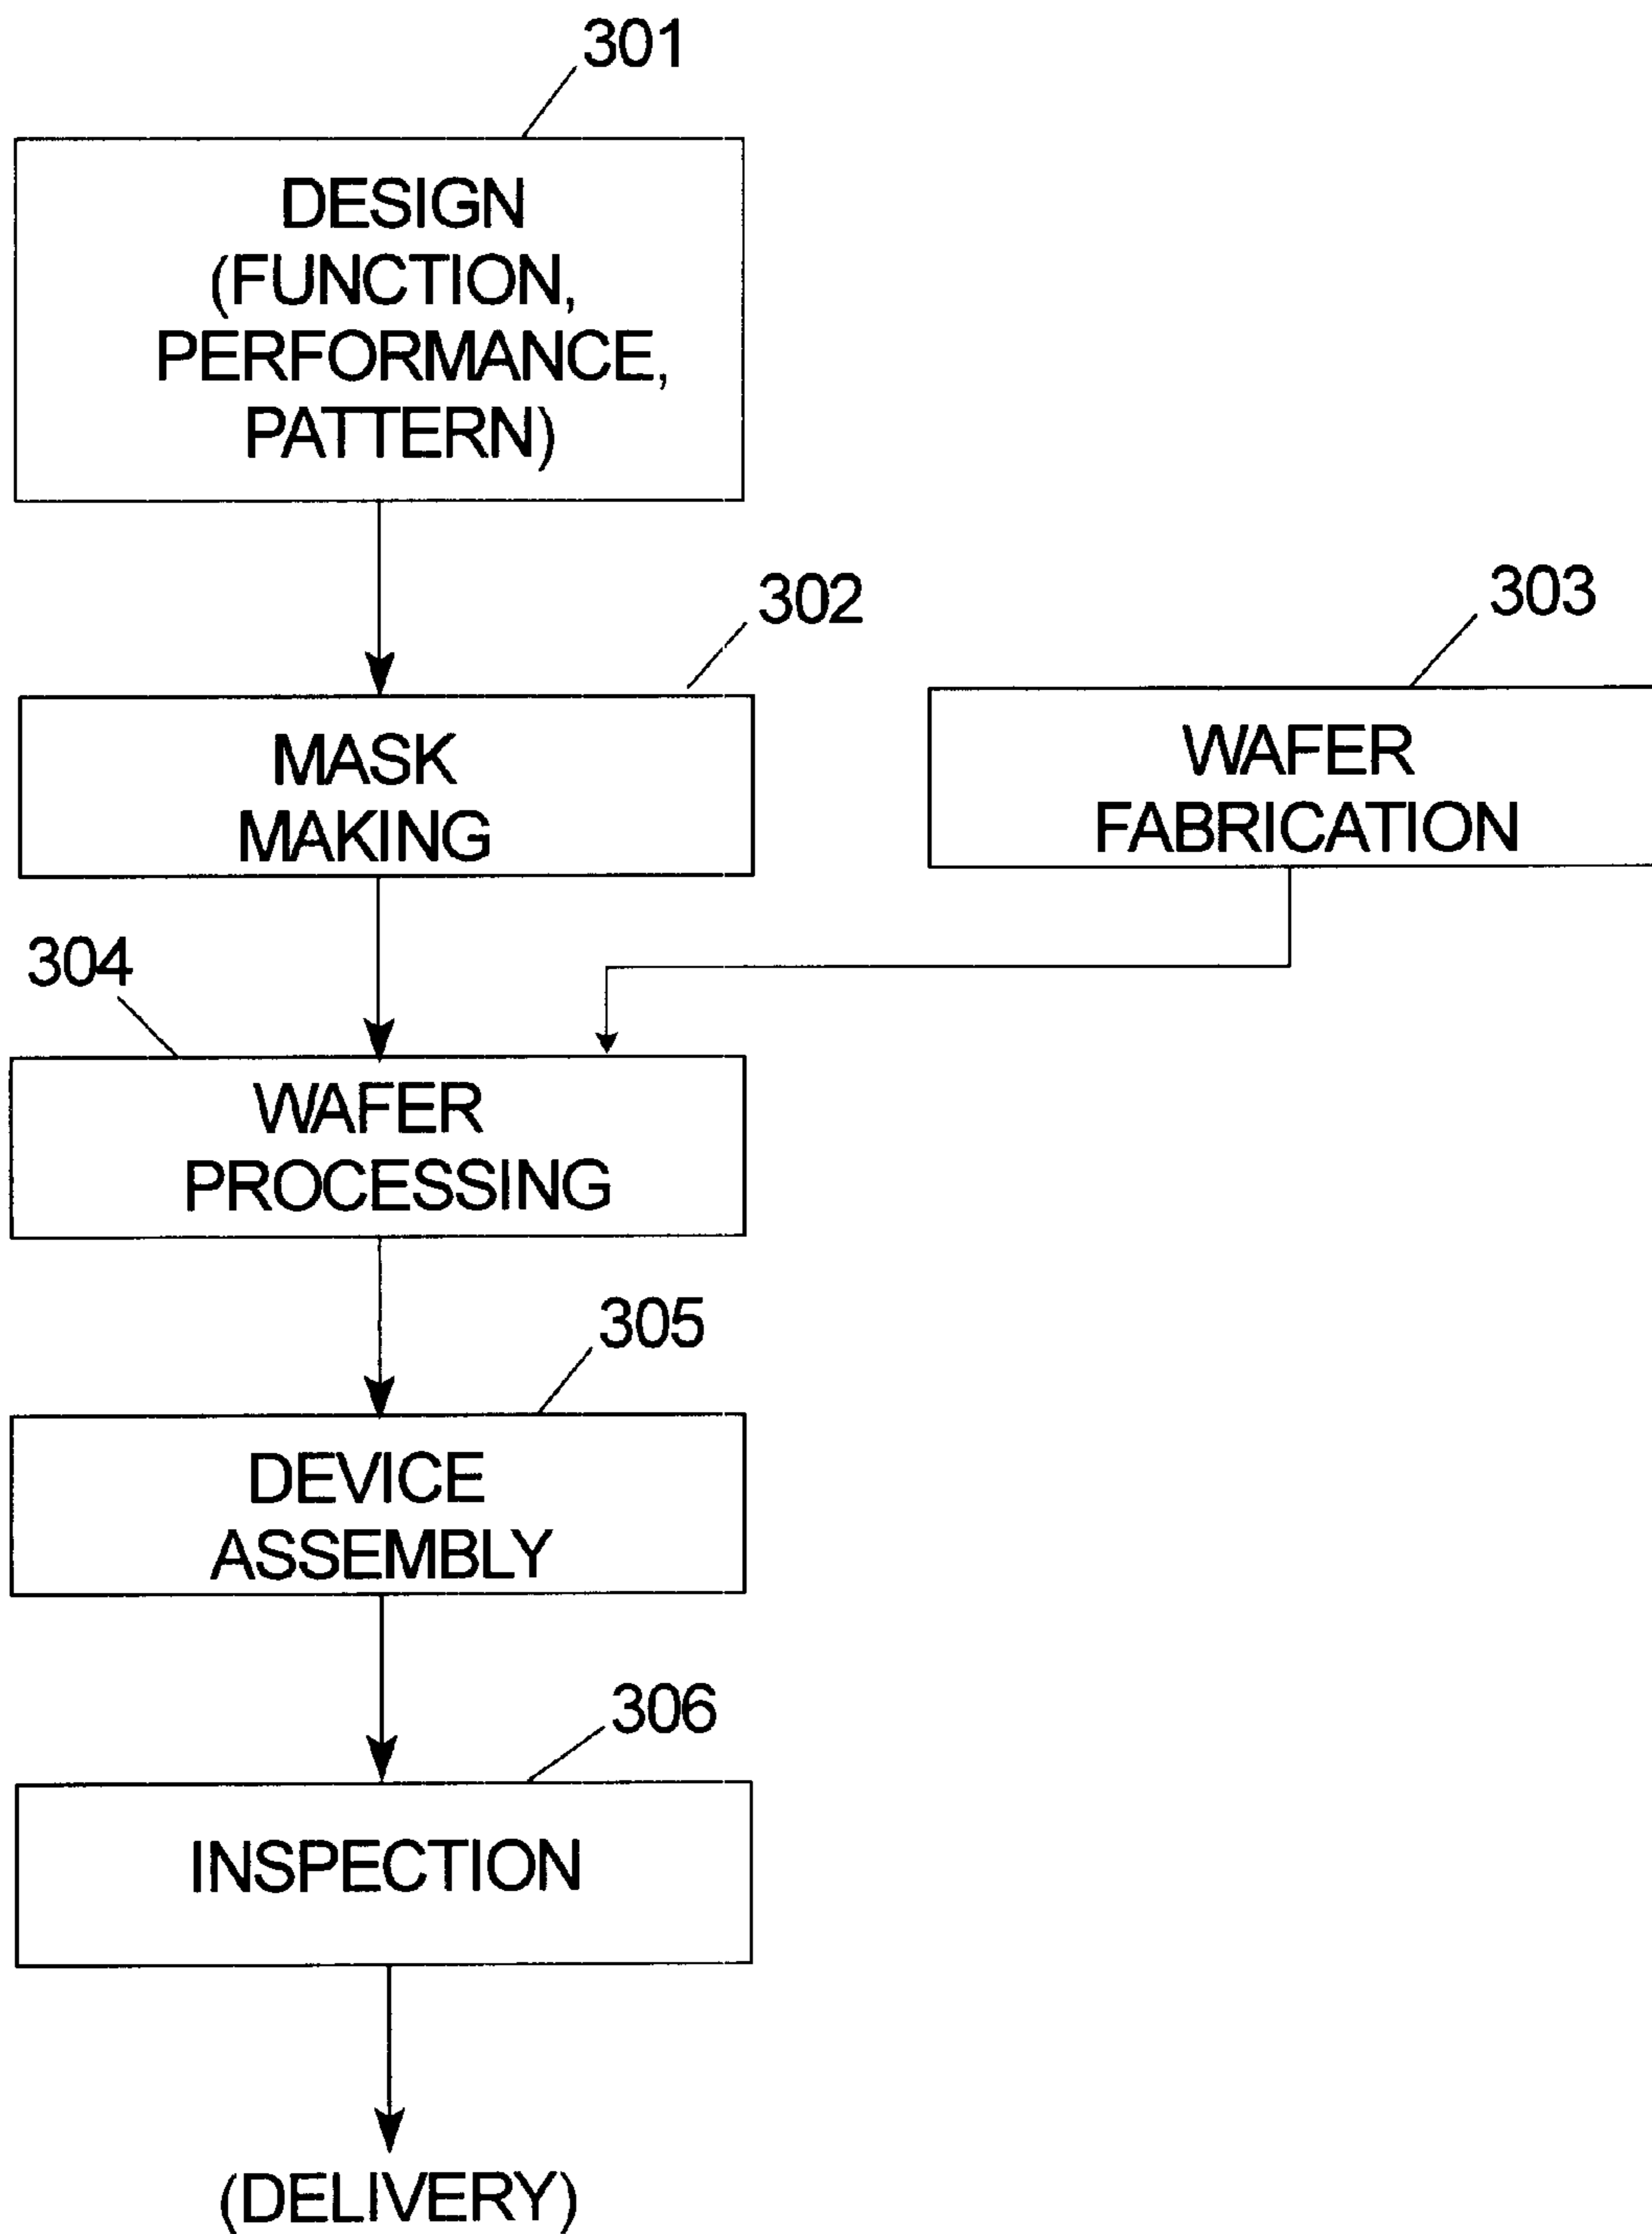 301
DESIGN
(FUNCTION,
PERFORMANCE,
PATTERN)
302
MASK
MAKING
303
WAFER
FABRICATION
304
WAFER
PROCESSING
305
DEVICE
ASSEMBLY
306
INSPECTION
(DELIVERY)